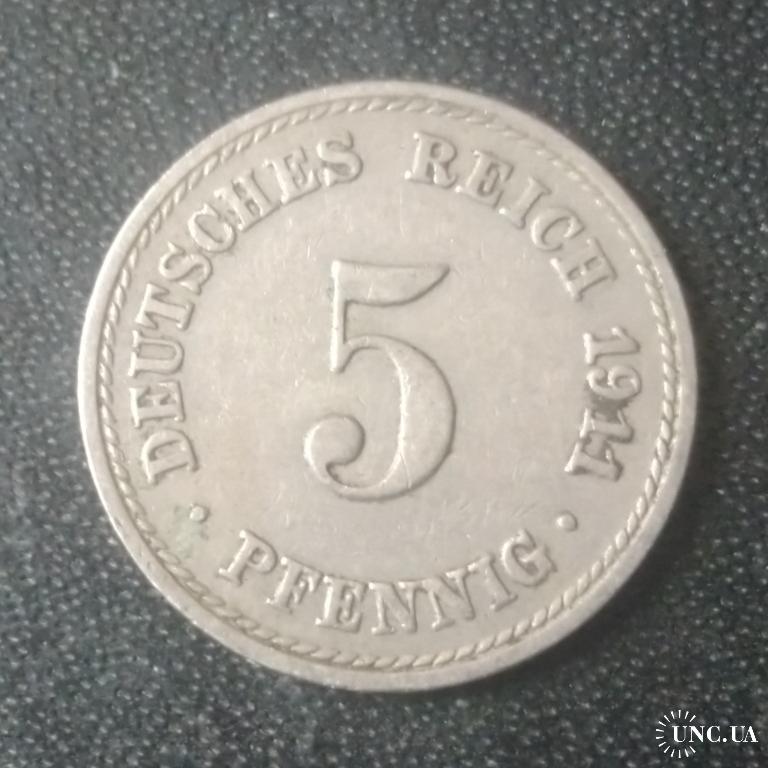 DEUTSCHES REICH 1911
5
· PFENNIG ·
UNC.UA